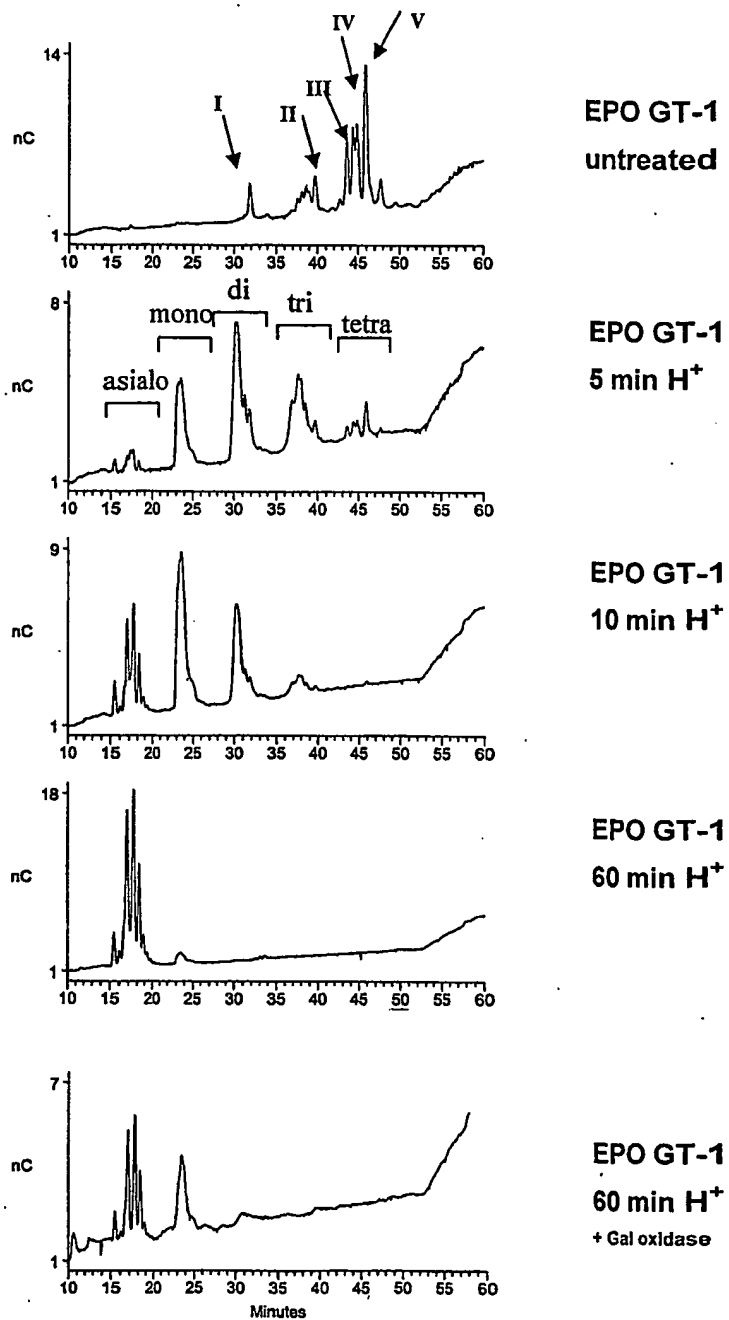 IV V
14
I II III
nC
EPO GT-1
untreated
1
10 15 20 25 30 35 40 45 50 55 60
8
asialo mono di tri tetra
nC
EPO GT-1
5 min H+
1
10 15 20 25 30 35 40 45 50 55 60
9
nC
EPO GT-1
10 min H+
1
10 15 20 25 30 35 40 45 50 55 60
18
nC
EPO GT-1
60 min H+
1
10 15 20 25 30 35 40 45 50 55 60
7
nC
EPO GT-1
60 min H+
+ Gal oxidase
1
10 15 20 25 30 35 40 45 50 55 60
Minutes